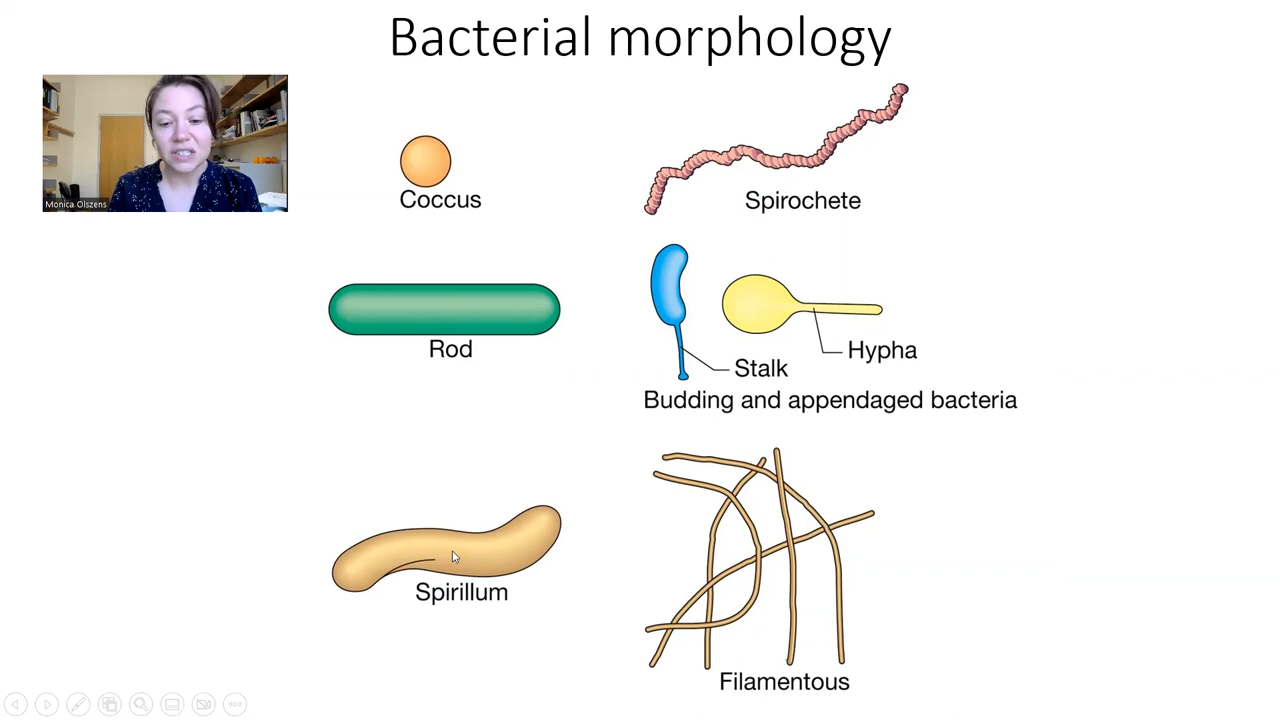 Bacterial morphology
Monica Olszens
Coccus
Spirochete
Rod
Stalk
Hypha
Budding and appendaged bacteria
Spirillum
Filamentous